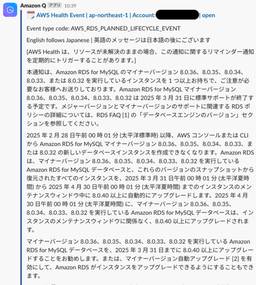 Amazon Q アプリ 10:39
AWS Health Event | ap-northeast-1 | Account: open
Event type code: AWS_RDS_PLANNED_LIFECYCLE_EVENT
English follows Japanese | 英語のメッセージは日本語の後にございます
[AWS Health は、リソースが未解決のままの場合、この通知に関するリマインダー通知を定期的にトリガーすることがあります。]
本通知は、Amazon RDS for MySQL のマイナーバージョン 8.0.36、8.0.35、8.0.34、
8.0.33、または 8.0.32 を実行しているインスタンスを 1 つ以上お持ちで、ご注意が必
要なお客様へお送りしております。Amazon RDS for MySQL マイナーバージョン
8.0.36、8.0.35、8.0.34、8.0.33、8.0.32 は 2025 年 3 月 31 日に標準サポートが終了す
る予定です。メジャーバージョンとマイナーバージョンのサポートに関連する RDS ポリ
シーの詳細については、RDS FAQ [1] の「データベースエンジンのバージョン」セクシ
ョンを参照してください。
2025 年 2 月 28 日午前 00 時 01 分 (太平洋標準時) 以降、AWS コンソールまたは CLI
から Amazon RDS for MySQL マイナーバージョン 8.0.36、8.0.35、8.0.34、8.0.33、ま
たは 8.0.32 の新しいデータベースインスタンスを作成できなくなります。Amazon RDS
は、マイナーバージョン 8.0.36、8.0.35、8.0.34、8.0.33、8.0.32 を実行している
Amazon RDS for MySQL データベースと、これらのバージョンのスナップショットから
復元されたすべてのインスタンスを、2025 年 3 月 31 日午前 00 時 01 分 (太平洋夏時
間) から 2025 年 4 月 30 日午前 00 時 01 分 (太平洋夏時間) までのインスタンスのメン
テナンスウィンドウ中に 8.0.40 以上に自動的にアップグレードします。2025 年 4 月
30 日午前 00 時 01 分 (太平洋夏時間) に、マイナーバージョン 8.0.36、8.0.35、
8.0.34、8.0.33、8.0.32 を実行している Amazon RDS for MySQL データベースは、イン
スタンスのメンテナンスウィンドウに関係なく、8.0.40 以上にアップグレードされま
す。
マイナーバージョン 8.0.36、8.0.35、8.0.34、8.0.33、8.0.32 を実行している Amazon
RDS for MySQL データベースを、2025 年 3 月 31 日までに 8.0.40 以上にアップグレード
することをお勧めします。または、マイナーバージョン自動アップグレード [2] を有
効にして、Amazon RDS がインスタンスをアップグレードできるようにすることもでき
ます。